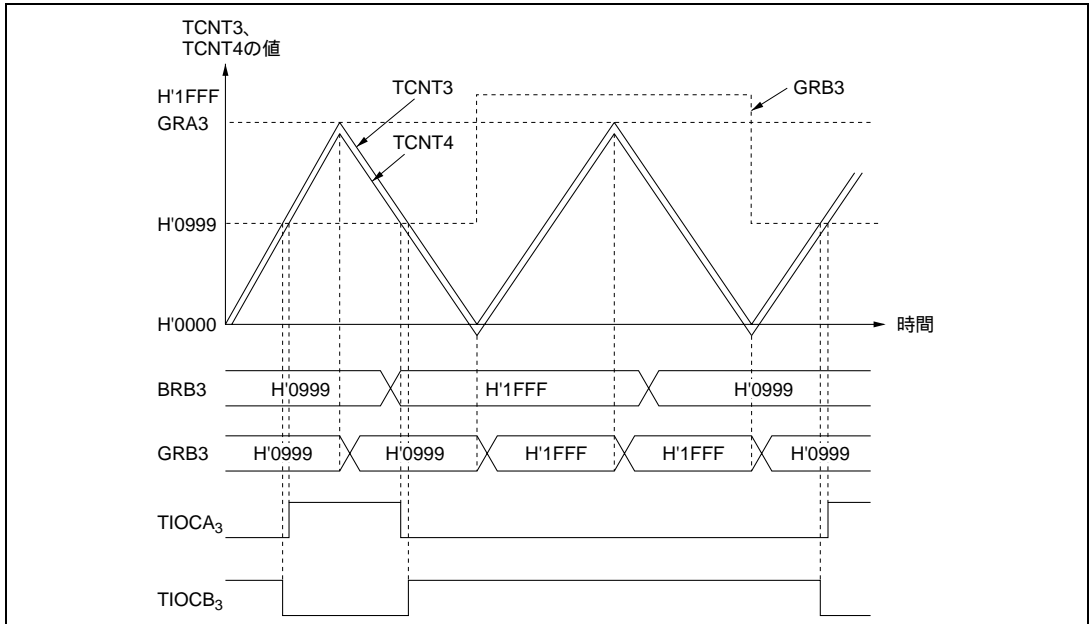 TCNT3、
TCNT4の値
H'1FFF
GRA3
TCNT3
GRB3
TCNT4
H'0999
H'0000
時間
BRB3 H'0999 H'1FFF H'0999
GRB3 H'0999 H'0999 H'1FFF H'1FFF H'0999
TIOCA3
TIOCB3